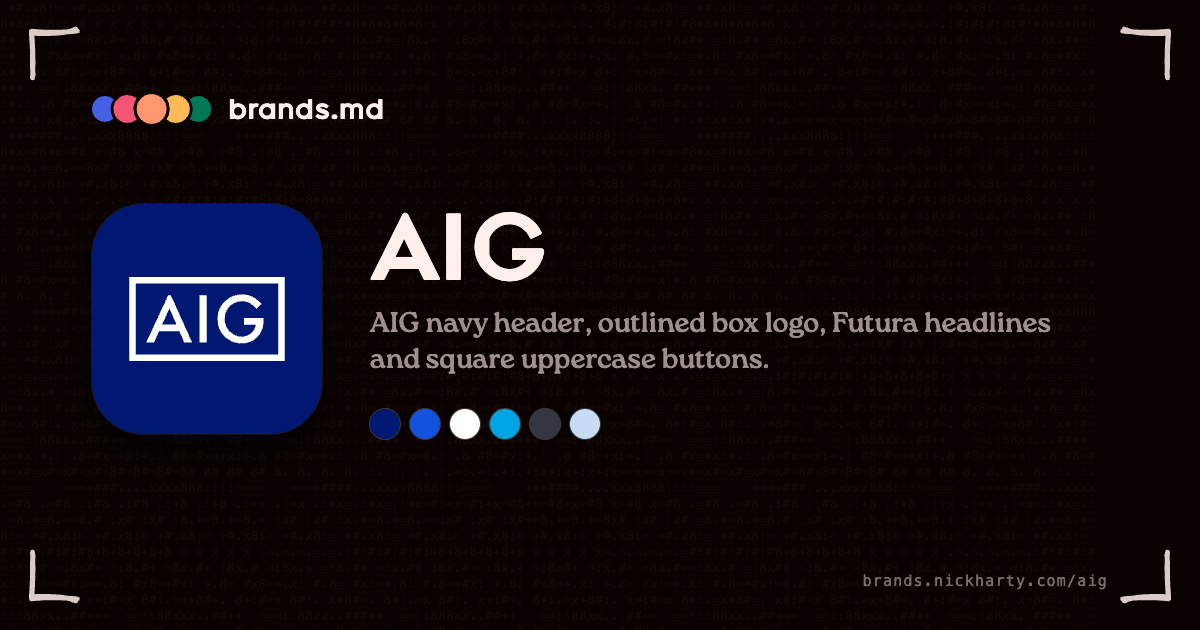 brands.md
AIG
AIG
AIG navy header, outlined box logo, Futura headlines
and square uppercase buttons.
brands.nickharty.com/aig